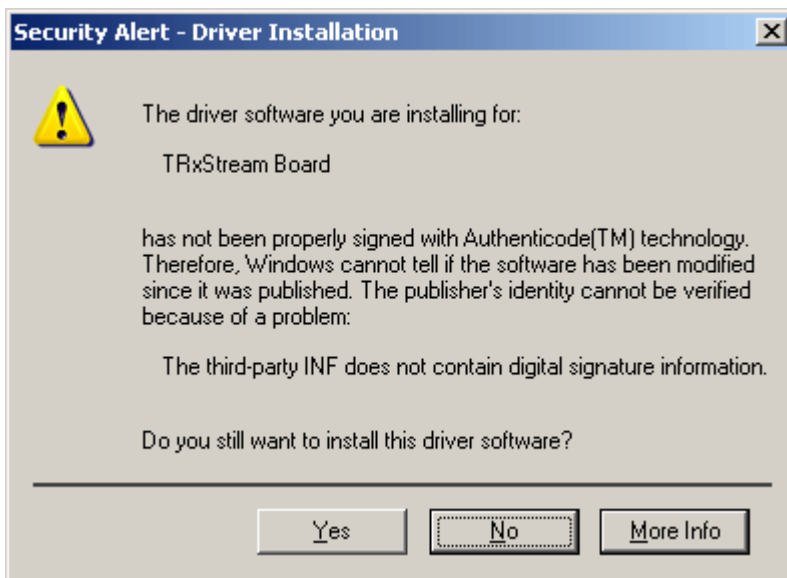 Security Alert - Driver Installation
The driver software you are installing for:
TRxStream Board
has not been properly signed with Authenticode(TM) technology.
Therefore, Windows cannot tell if the software has been modified
since it was published. The publisher's identity cannot be verified
because of a problem:
The third-party INF does not contain digital signature information.
Do you still want to install this driver software?
Yes No More Info